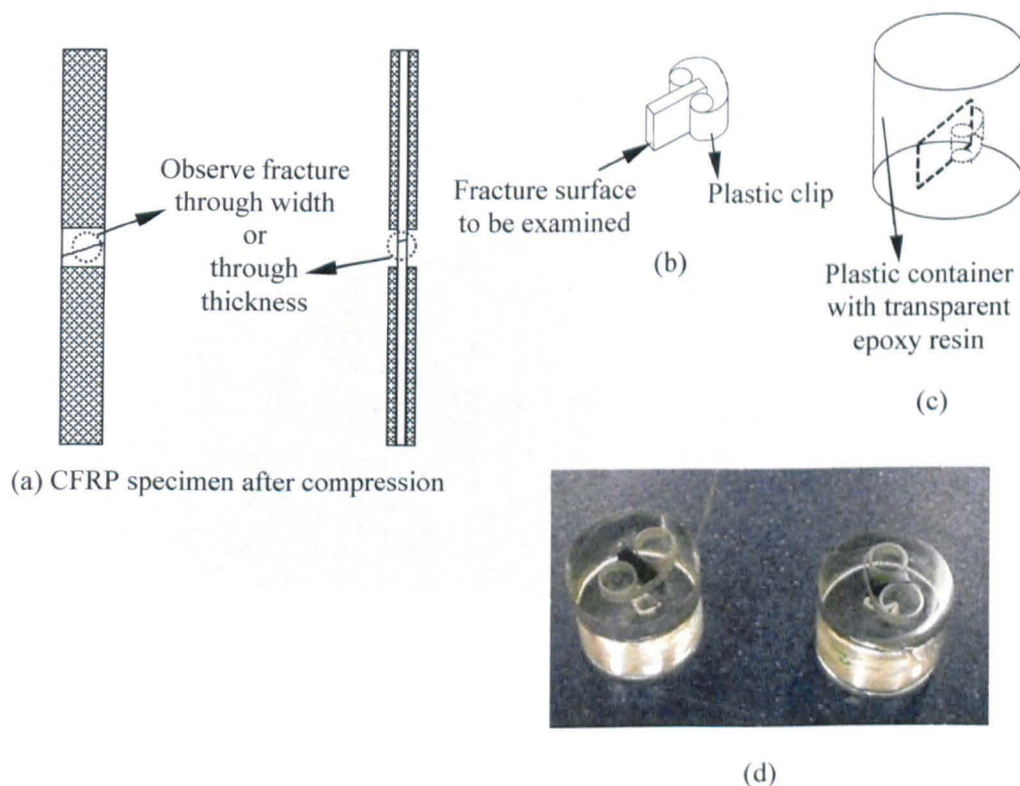 Observe fracture
through width
or
through
thickness
(a) CFRP specimen after compression
Fracture surface
to be examined
Plastic clip
(b)
Plastic container
with transparent
epoxy resin
(c)
(d)